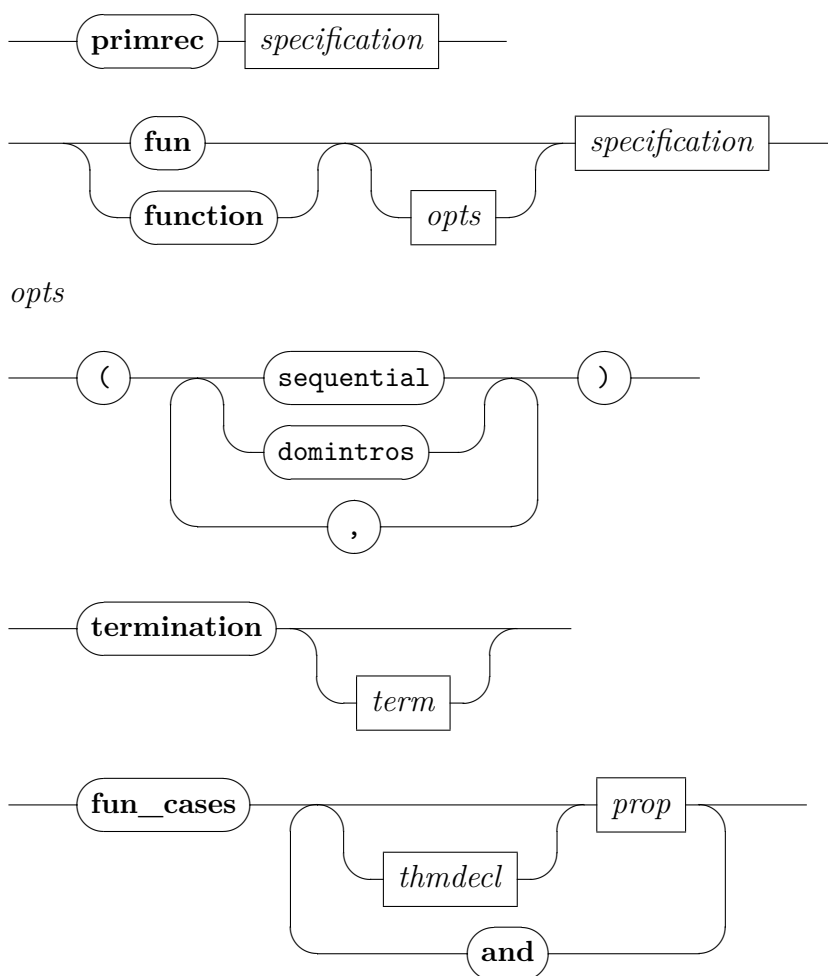 primrec specification
fun specification
function opts
opts
( sequential )
domintros
,
termination
term
fun_cases prop
thmdecl
and